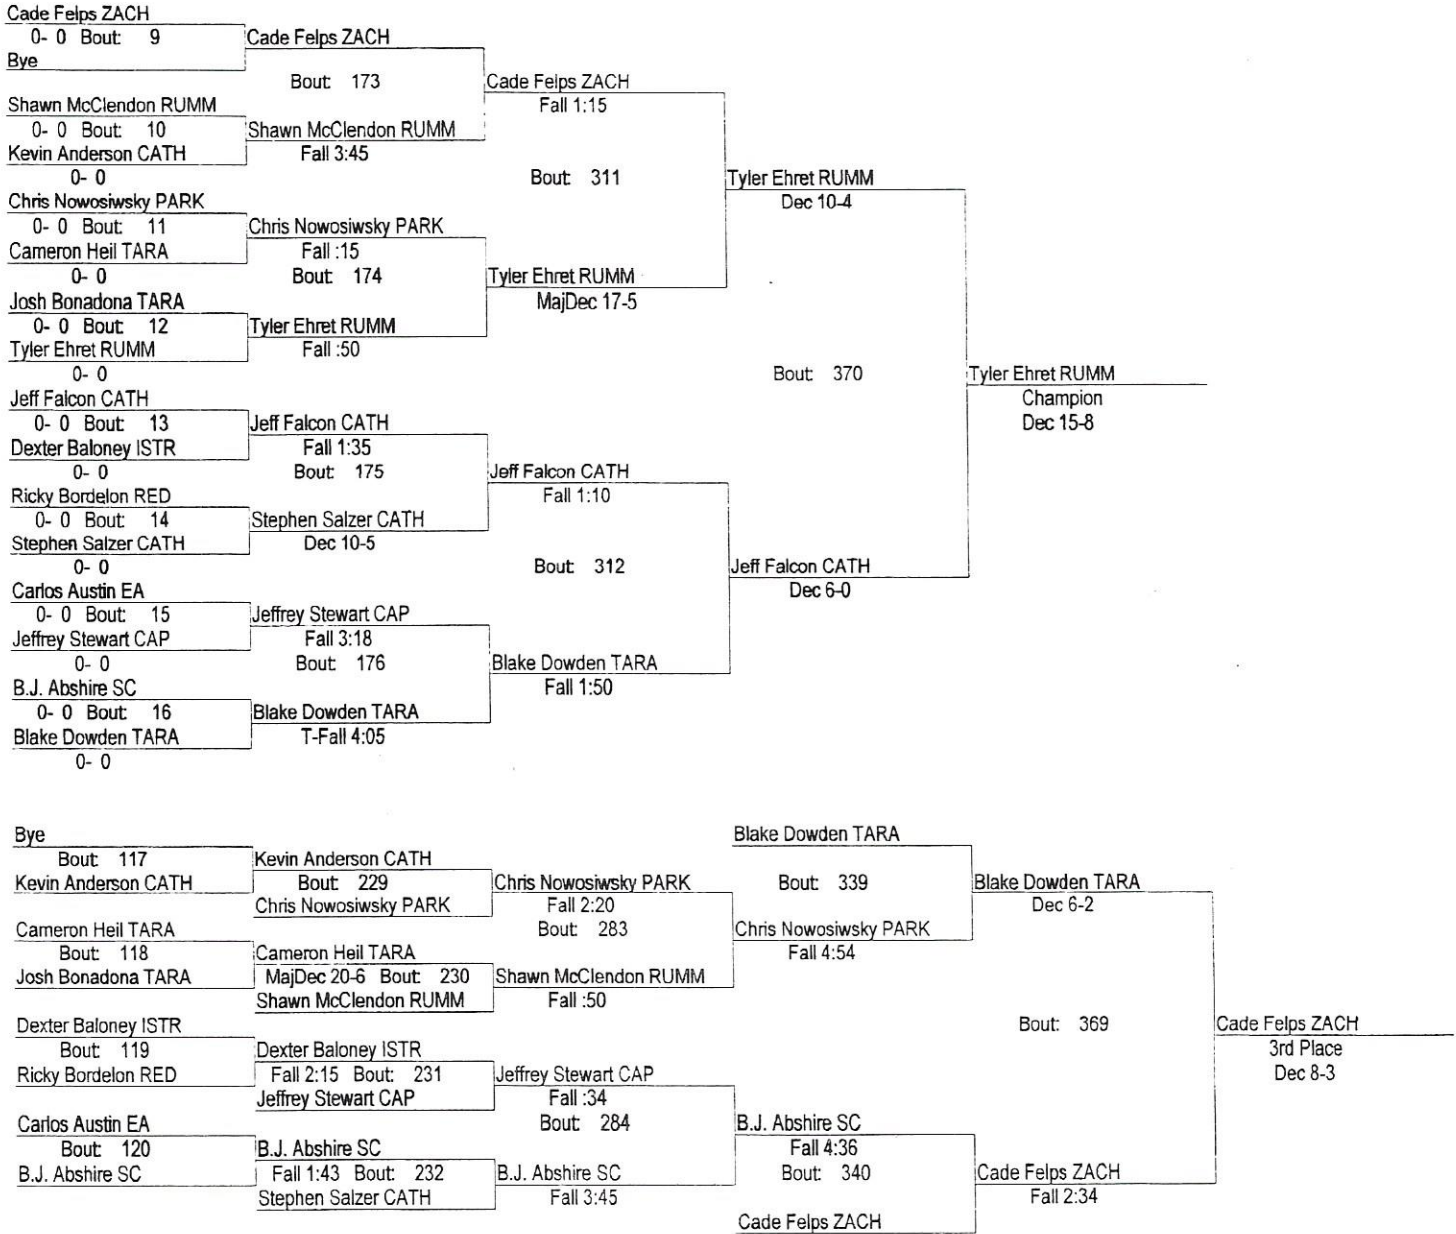 Cade Felps ZACH
0- 0 Bout: 9 Cade Felps ZACH
Bye
Bout: 173 Cade Felps ZACH
Shawn McClendon RUMM Fall 1:15
0- 0 Bout: 10 Shawn McClendon RUMM
Kevin Anderson CATH Fall 3:45
0- 0 Bout: 311 Tyler Ehret RUMM
Chris Nowosiwsky PARK Dec 10-4
0- 0 Bout: 11 Chris Nowosiwsky PARK
Cameron Heil TARA Fall :15
0- 0 Bout: 174 Tyler Ehret RUMM
Josh Bonadona TARA MajDec 17-5
0- 0 Bout: 12 Tyler Ehret RUMM
Tyler Ehret RUMM Fall :50
0- 0 Bout: 370 Tyler Ehret RUMM
Jeff Falcon CATH Champion
0- 0 Bout: 13 Jeff Falcon CATH Dec 15-8
Dexter Baloney ISTR Fall 1:35
0- 0 Bout: 175 Jeff Falcon CATH
Ricky Bordelon RED Fall 1:10
0- 0 Bout: 14 Stephen Salzer CATH
Stephen Salzer CATH Dec 10-5
0- 0 Bout: 312 Jeff Falcon CATH
Carlos Austin EA Dec 6-0
0- 0 Bout: 15 Jeffrey Stewart CAP
Jeffrey Stewart CAP Fall 3:18
0- 0 Bout: 176 Blake Dowden TARA
B.J. Abshire SC Fall 1:50
0- 0 Bout: 16 Blake Dowden TARA
Blake Dowden TARA T-Fall 4:05
0- 0
Bye Blake Dowden TARA
Bout: 117 Kevin Anderson CATH
Kevin Anderson CATH Bout: 229 Chris Nowosiwsky PARK Bout: 339 Blake Dowden TARA
Chris Nowosiwsky PARK Fall 2:20 Dec 6-2
Cameron Heil TARA Bout: 283 Chris Nowosiwsky PARK
Bout: 118 Cameron Heil TARA Fall 4:54
Josh Bonadona TARA MajDec 20-6 Bout: 230 Shawn McClendon RUMM
Shawn McClendon RUMM Fall :50
Dexter Baloney ISTR Bout: 369 Cade Felps ZACH
Bout: 119 Dexter Baloney ISTR 3rd Place
Ricky Bordelon RED Fall 2:15 Bout: 231 Jeffrey Stewart CAP Dec 8-3
Jeffrey Stewart CAP Fall :34
Carlos Austin EA Bout: 284 B.J. Abshire SC
Bout: 120 B.J. Abshire SC Fall 4:36
B.J. Abshire SC Fall 1:43 Bout: 232 B.J. Abshire SC Bout: 340 Cade Felps ZACH
Stephen Salzer CATH Fall 3:45 Fall 2:34
Cade Felps ZACH